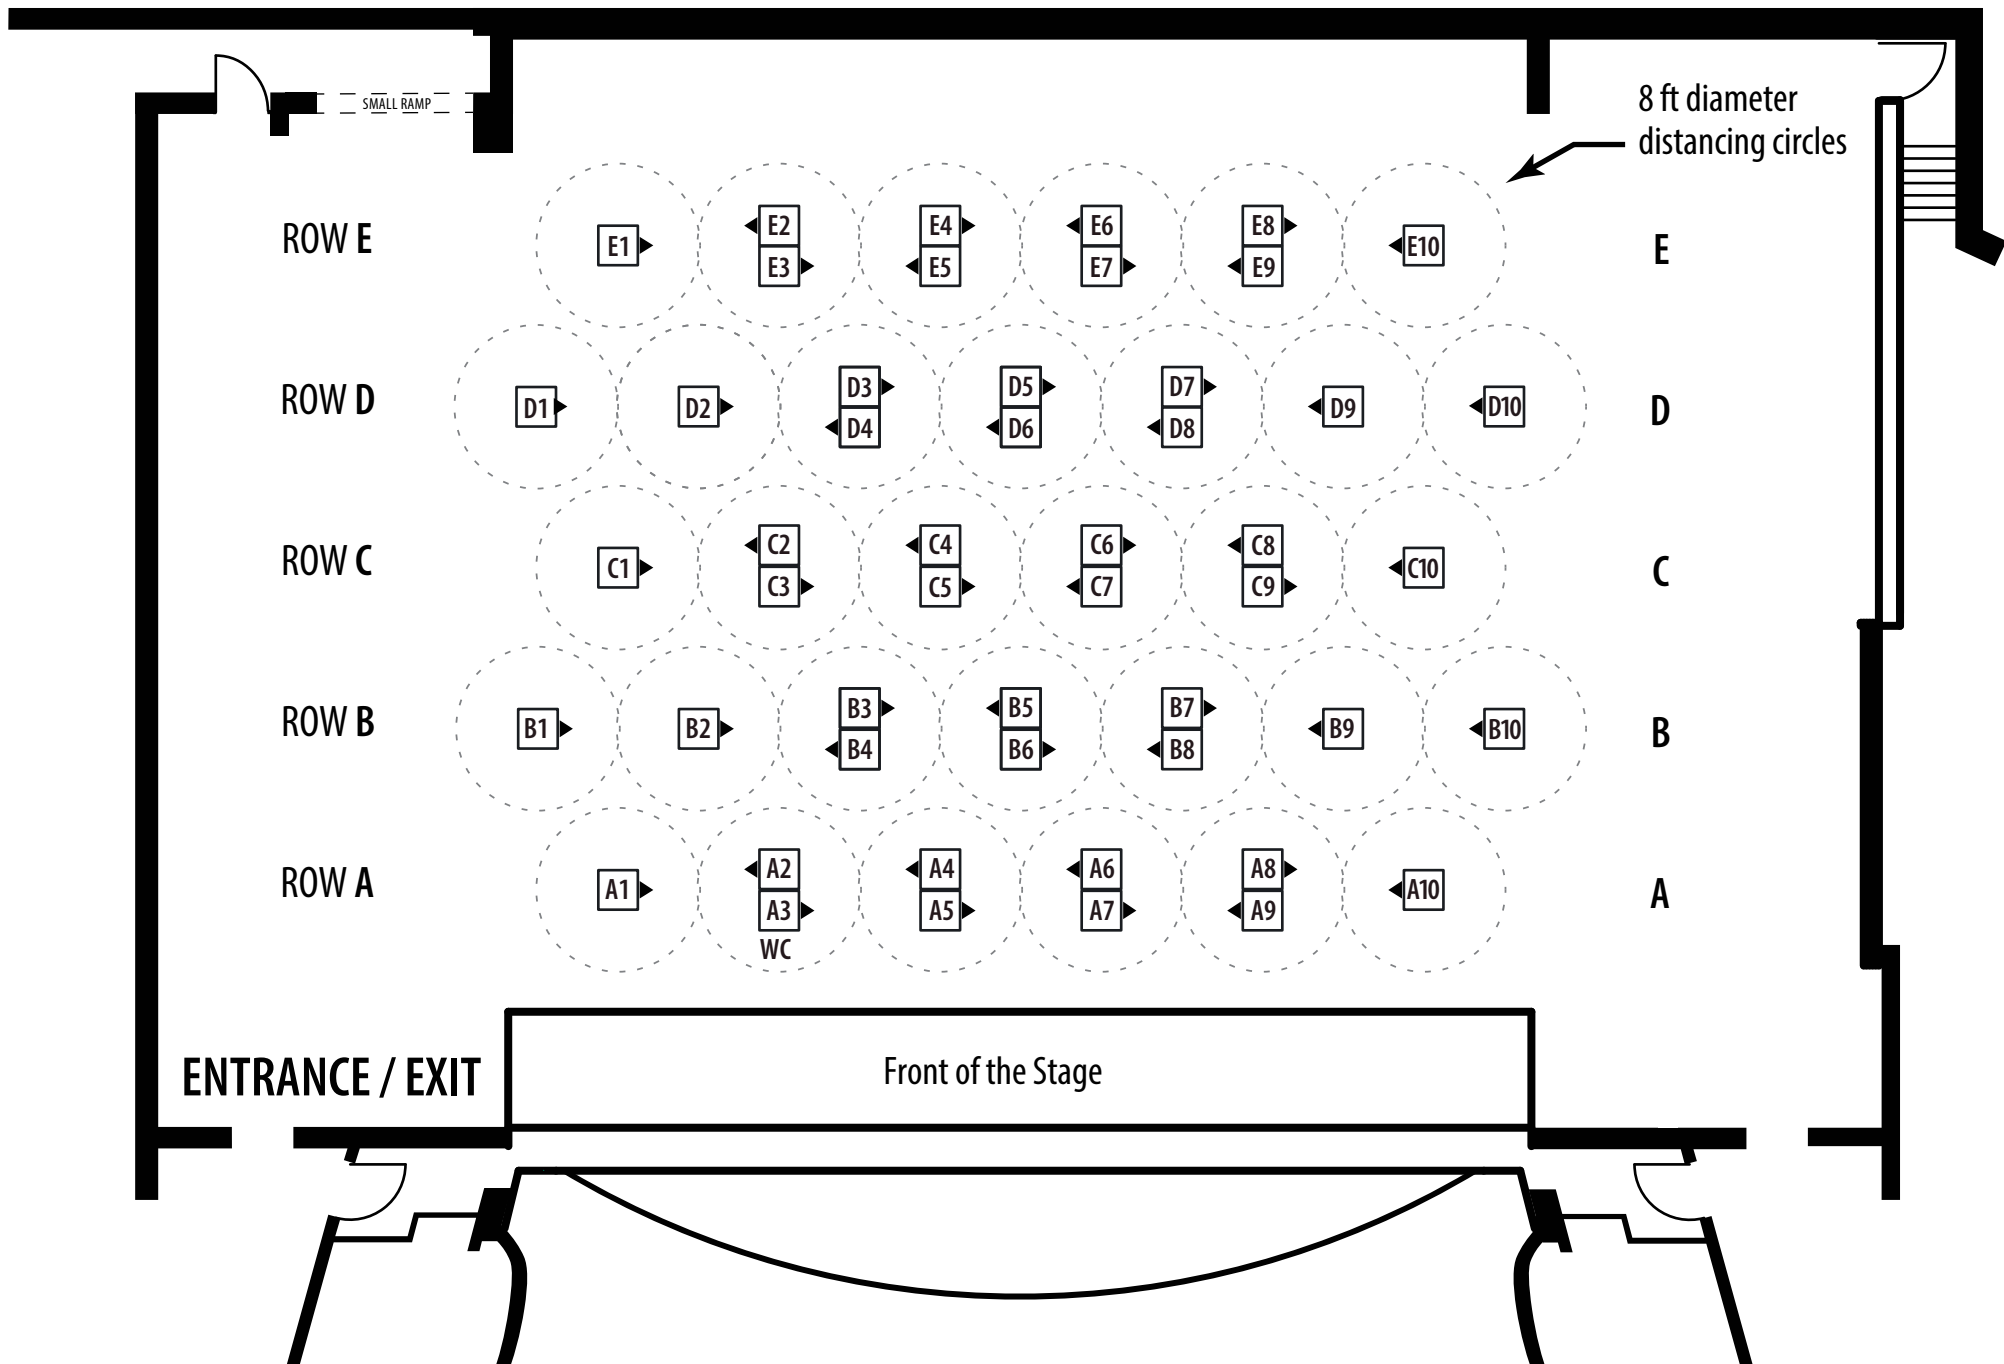 SMALL RAMP
8 ft diameter
distancing circles
ROW E
E1
E2
E3
E4
E5
E6
E7
E8
E9
E10
E
ROW D
D1
D2
D3
D4
D5
D6
D7
D8
D9
D10
D
ROW C
C1
C2
C3
C4
C5
C6
C7
C8
C9
C10
C
ROW B
B1
B2
B3
B4
B5
B6
B7
B8
B9
B10
B
ROW A
A1
A2
A3
WC
A4
A5
A6
A7
A8
A9
A10
A
ENTRANCE / EXIT
Front of the Stage